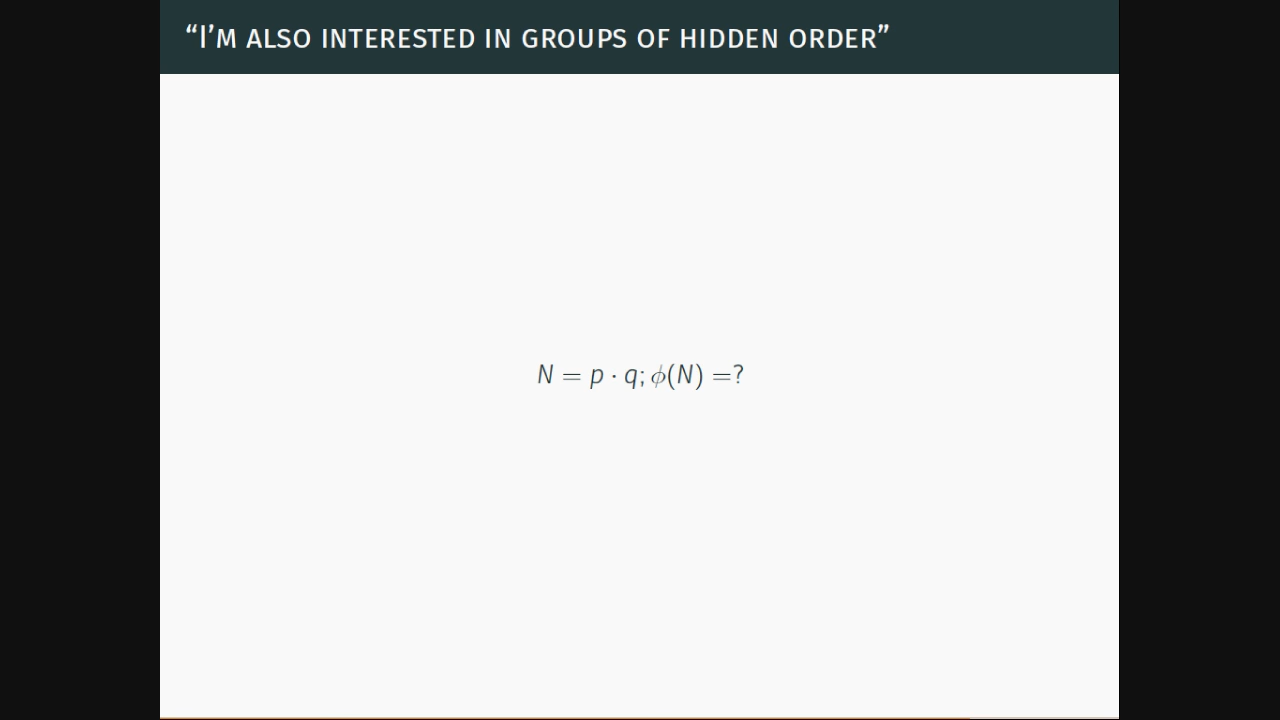 “I’M ALSO INTERESTED IN GROUPS OF HIDDEN ORDER”
N = p · q; ϕ(N) =?